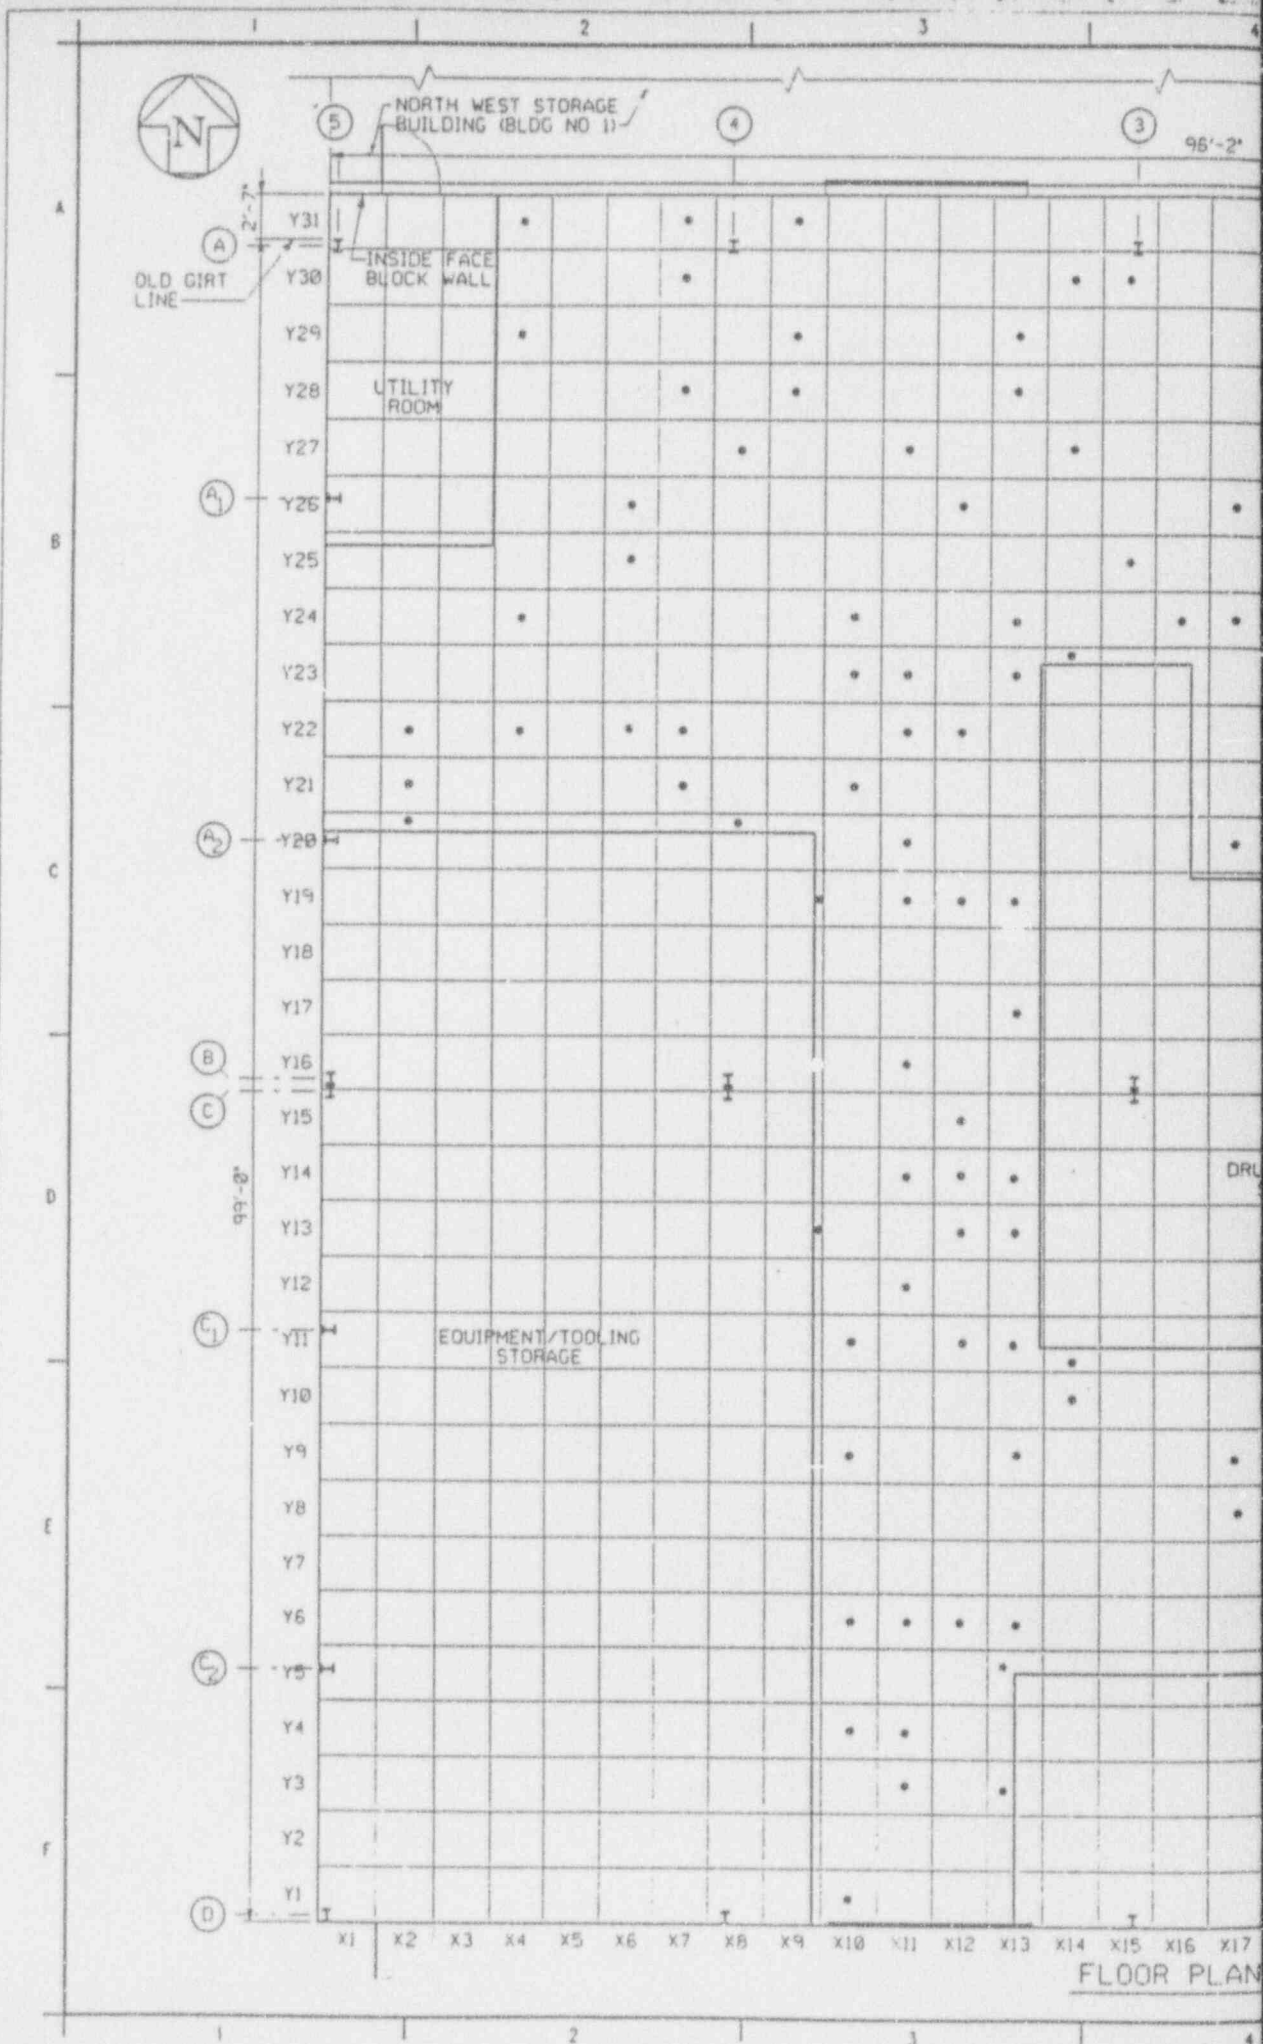 1 2 3 4
N
5
NORTH WEST STORAGE
BUILDING (BLDG NO 1)
4
3
96'-2"
A
2'-7"
Y31
A
INSIDE FACE
BLOCK WALL
OLD GIRT
LINE
Y30
Y29
Y28
UTILITY
ROOM
Y27
A1
Y26
B
Y25
Y24
Y23
Y22
Y21
A2
Y20
C
Y19
Y18
Y17
B
Y16
C
Y15
D
99'-0"
Y14
DRU
Y13
Y12
C1
Y11
EQUIPMENT/TOOLING
STORAGE
Y10
Y9
E
Y8
Y7
Y6
C2
Y5
Y4
Y3
F
Y2
Y1
D
X1 X2 X3 X4 X5 X6 X7 X8 X9 X10 X11 X12 X13 X14 X15 X16 X17
FLOOR PLAN
1 2 3 4